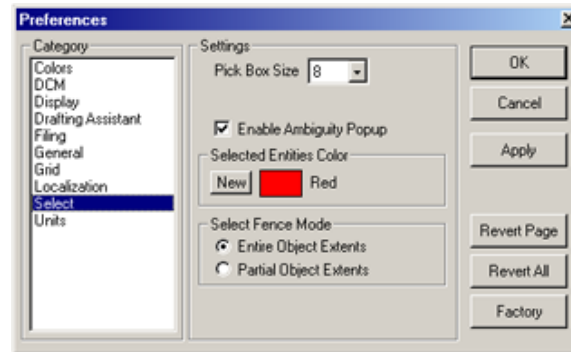 Preferences
Category
Colors
DCM
Display
Drafting Assistant
Filing
General
Grid
Localization
Select
Units
Settings
Pick Box Size 8
Enable Ambiguity Popup
Selected Entities Color
New Red
Select Fence Mode
Entire Object Extents
Partial Object Extents
OK
Cancel
Apply
Revert Page
Revert All
Factory